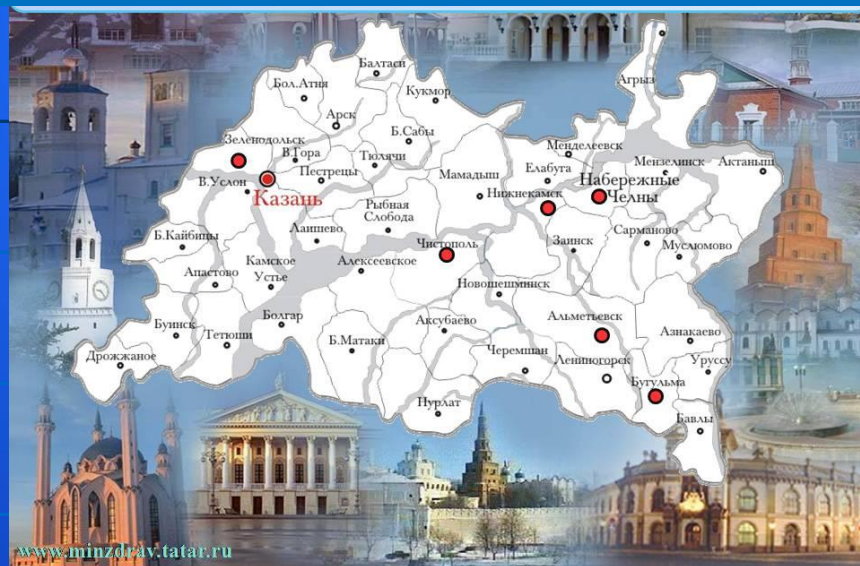 Балтаси
Бол.Атня
Кукмор
Агрыз
Арск
Б.Сабы
Зеленодольск
В.Гора
Тюлячи
Менделеевск
Пестрецы
Елабуга
Мензелинск
Актаныш
Мамадыш
В.Услон
Казань
Нижнекамск
Набережные
Челны
Рыбная
Слобода
Лаишево
Б.Кайбицы
Чистополь
Заинск
Сарманово
Муслюмово
Камское
Устье
Алексеевское
Апастово
Новошешминск
Болгар
Альметьевск
Буинск
Тетюши
Аксубаево
Азнакаево
Б.Матаки
Черемшан
Дрожжаное
Лениногорск
Уруссу
Бугульма
Нурлат
Бавлы
www.minzdrav.tatar.ru